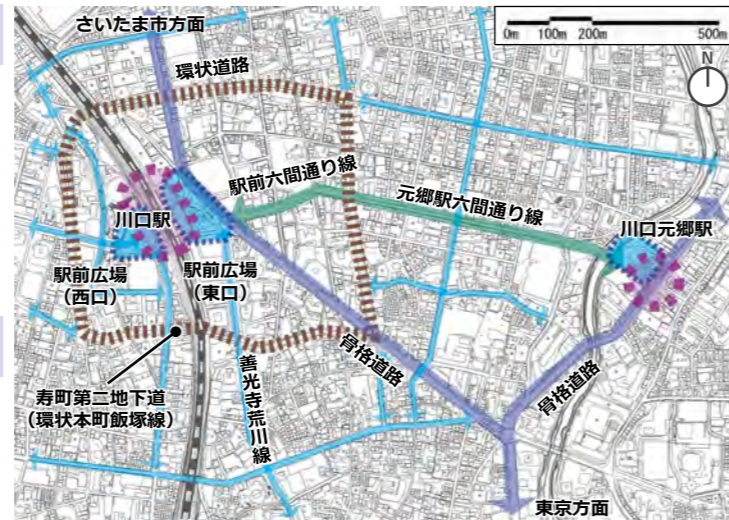 さいたま市方面
0m 100m 200m 500m
N
環状道路
駅前六間通り線
元郷駅六間通り線
川口駅
川口元郷駅
駅前広場
（西口）
駅前広場
（東口）
骨格道路
骨格道路
善光寺荒川線
寿町第二地下道
（環状本町飯塚線）
東京方面